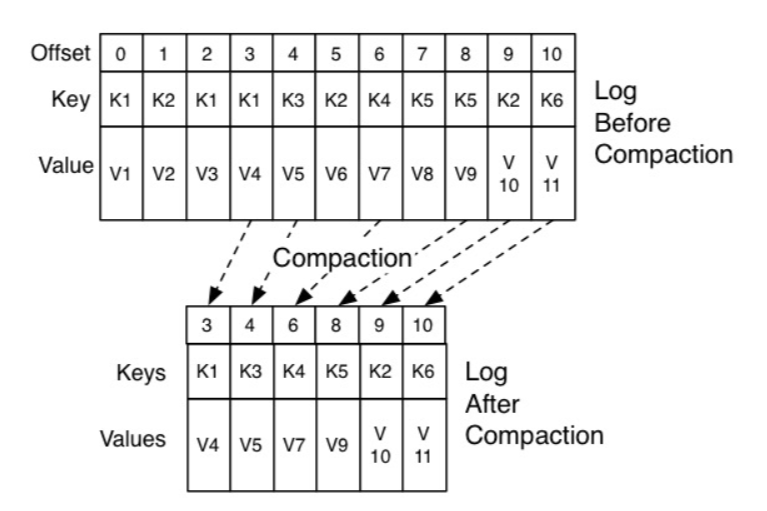 Offset 0 1 2 3 4 5 6 7 8 9 10
Key K1 K2 K1 K1 K3 K2 K4 K5 K5 K2 K6
Value V1 V2 V3 V4 V5 V6 V7 V8 V9 V 10 V 11
Log
Before
Compaction
Compaction
3 4 6 8 9 10
Keys K1 K3 K4 K5 K2 K6
Values V4 V5 V7 V9 V 10 V 11
Log
After
Compaction